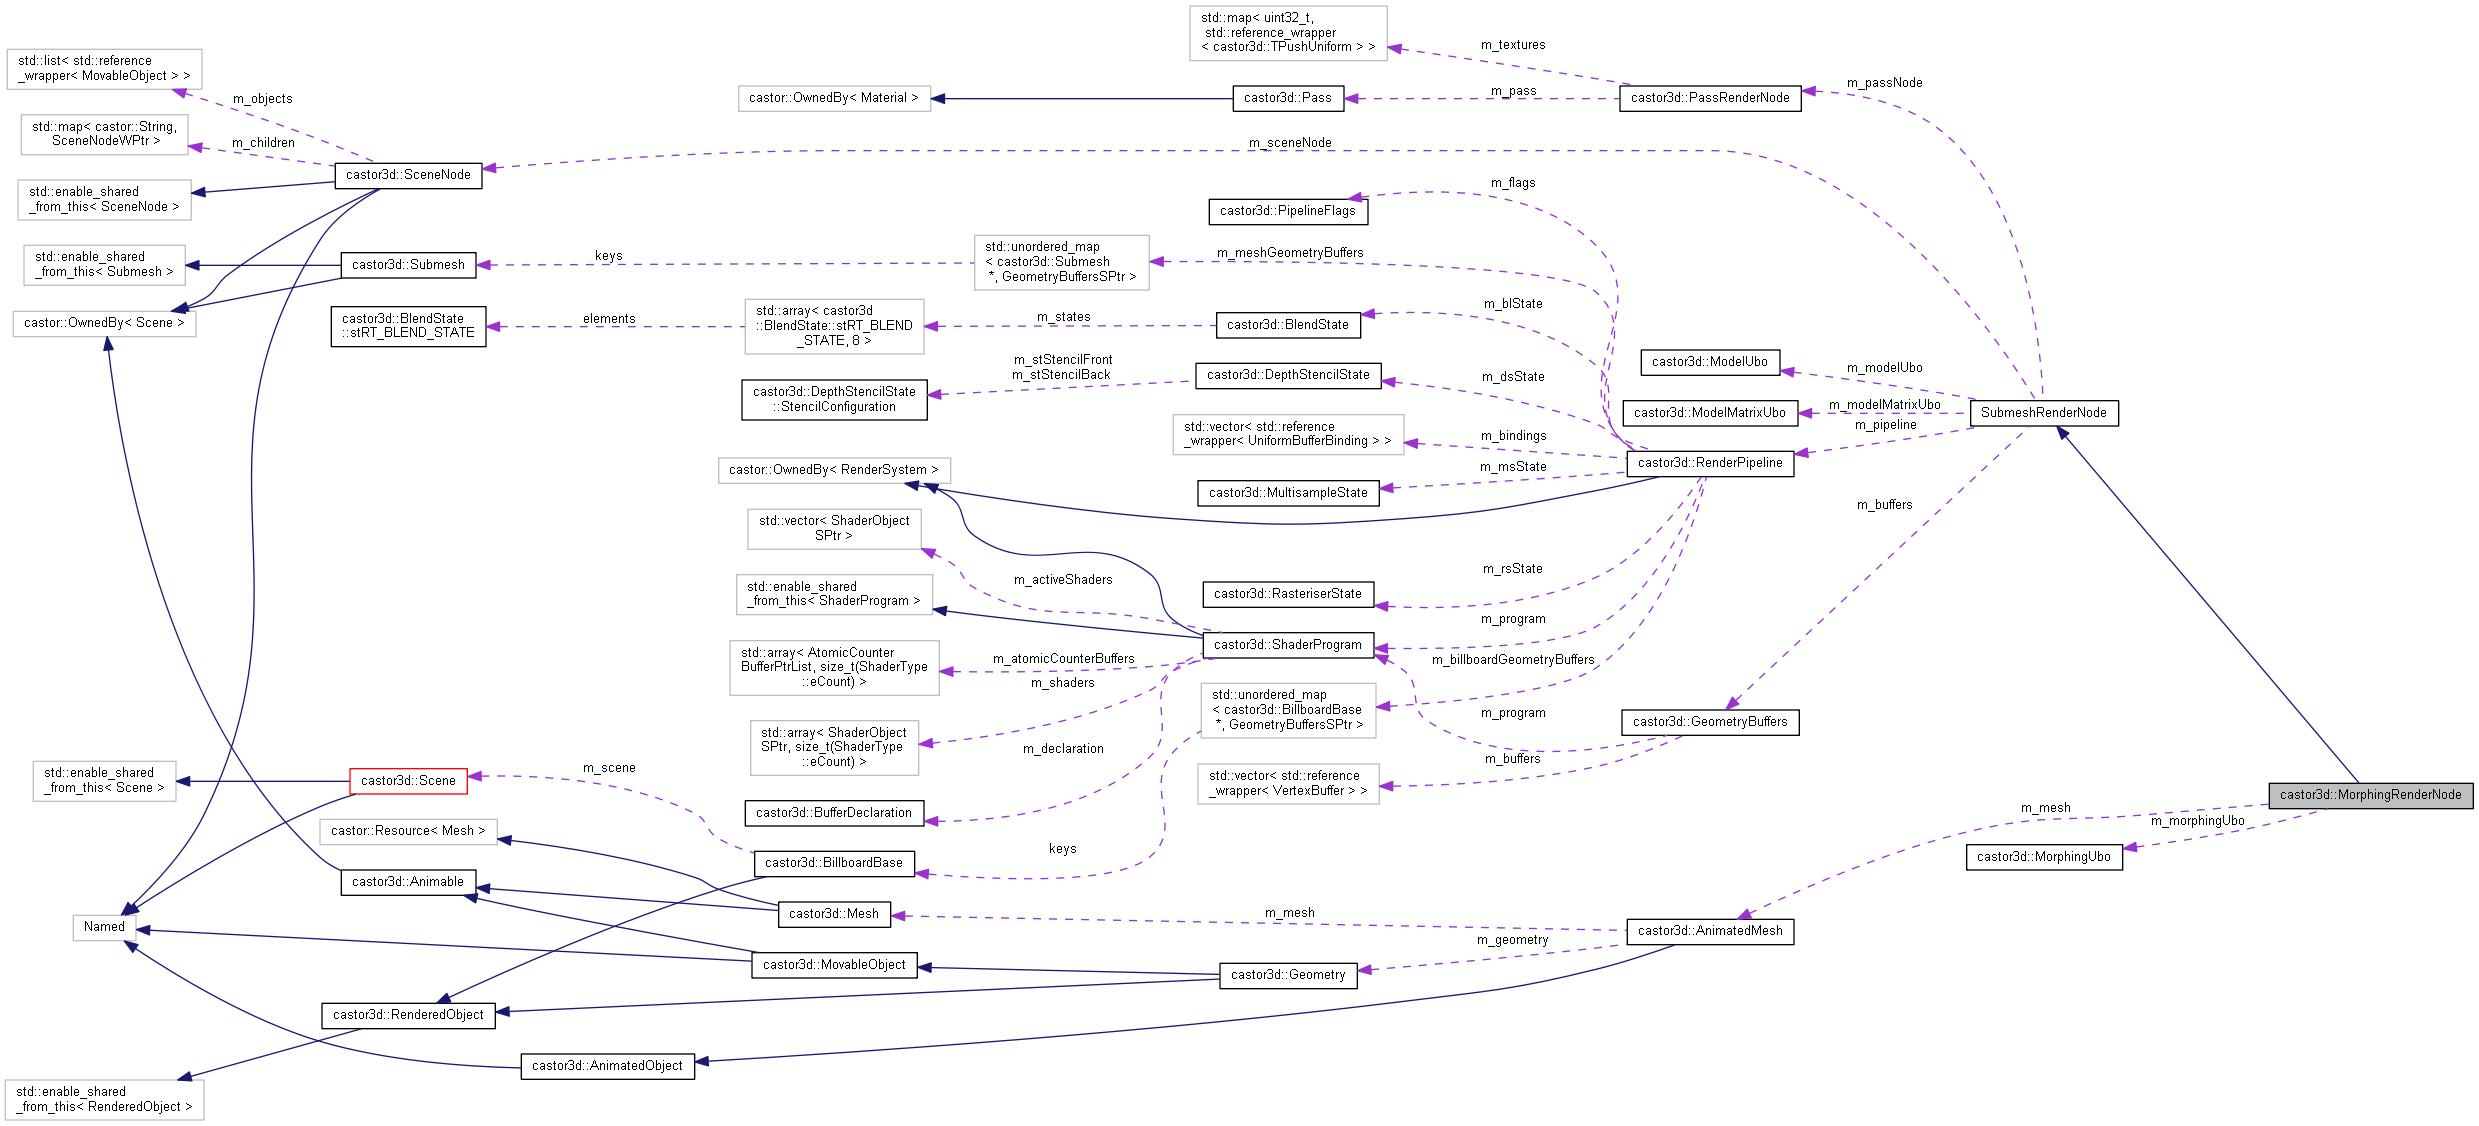 std::map< uint32_t,
std::reference_wrapper
< castor3d::TPushUniform > >
m_textures
std::list< std::reference
_wrapper< MovableObject > >
m_objects
castor::OwnedBy< Material >
castor3d::Pass
m_pass
castor3d::PassRenderNode
m_passNode
std::map< castor::String,
SceneNodeWPtr >
m_children
m_sceneNode
castor3d::SceneNode
std::enable_shared
_from_this< SceneNode >
m_flags
castor3d::PipelineFlags
std::enable_shared
_from_this< Submesh >
castor3d::Submesh
keys
std::unordered_map
< castor3d::Submesh
*, GeometryBuffersSPtr >
m_meshGeometryBuffers
castor::OwnedBy< Scene >
castor3d::BlendState
::stRT_BLEND_STATE
elements
std::array< castor3d
::BlendState::stRT_BLEND
_STATE, 8 >
m_states
castor3d::BlendState
m_blState
m_stStencilFront
m_stStencilBack
castor3d::DepthStencilState
m_dsState
castor3d::DepthStencilState
::StencilConfiguration
castor3d::ModelUbo
m_modelUbo
castor3d::ModelMatrixUbo
m_modelMatrixUbo
m_pipeline
SubmeshRenderNode
std::vector< std::reference
_wrapper< UniformBufferBinding > >
m_bindings
castor3d::RenderPipeline
castor::OwnedBy< RenderSystem >
m_msState
castor3d::MultisampleState
m_buffers
std::vector< ShaderObject
SPtr >
m_activeShaders
m_rsState
castor3d::RasteriserState
std::enable_shared
_from_this< ShaderProgram >
m_program
castor3d::ShaderProgram
std::array< AtomicCounter
BufferPtrList, size_t(ShaderType
::eCount) >
m_atomicCounterBuffers
m_shaders
m_billboardGeometryBuffers
std::unordered_map
< castor3d::BillboardBase
*, GeometryBuffersSPtr >
m_program
castor3d::GeometryBuffers
std::array< ShaderObject
SPtr, size_t(ShaderType
::eCount) >
m_declaration
m_buffers
std::vector< std::reference
_wrapper< VertexBuffer > >
std::enable_shared
_from_this< Scene >
castor3d::Scene
m_scene
castor3d::MorphingRenderNode
m_mesh
m_morphingUbo
castor3d::BufferDeclaration
castor::Resource< Mesh >
keys
castor3d::BillboardBase
castor3d::MorphingUbo
castor3d::Animable
castor3d::Mesh
m_mesh
castor3d::AnimatedMesh
m_geometry
Named
castor3d::MovableObject
castor3d::Geometry
castor3d::RenderedObject
castor3d::AnimatedObject
std::enable_shared
_from_this< RenderedObject >